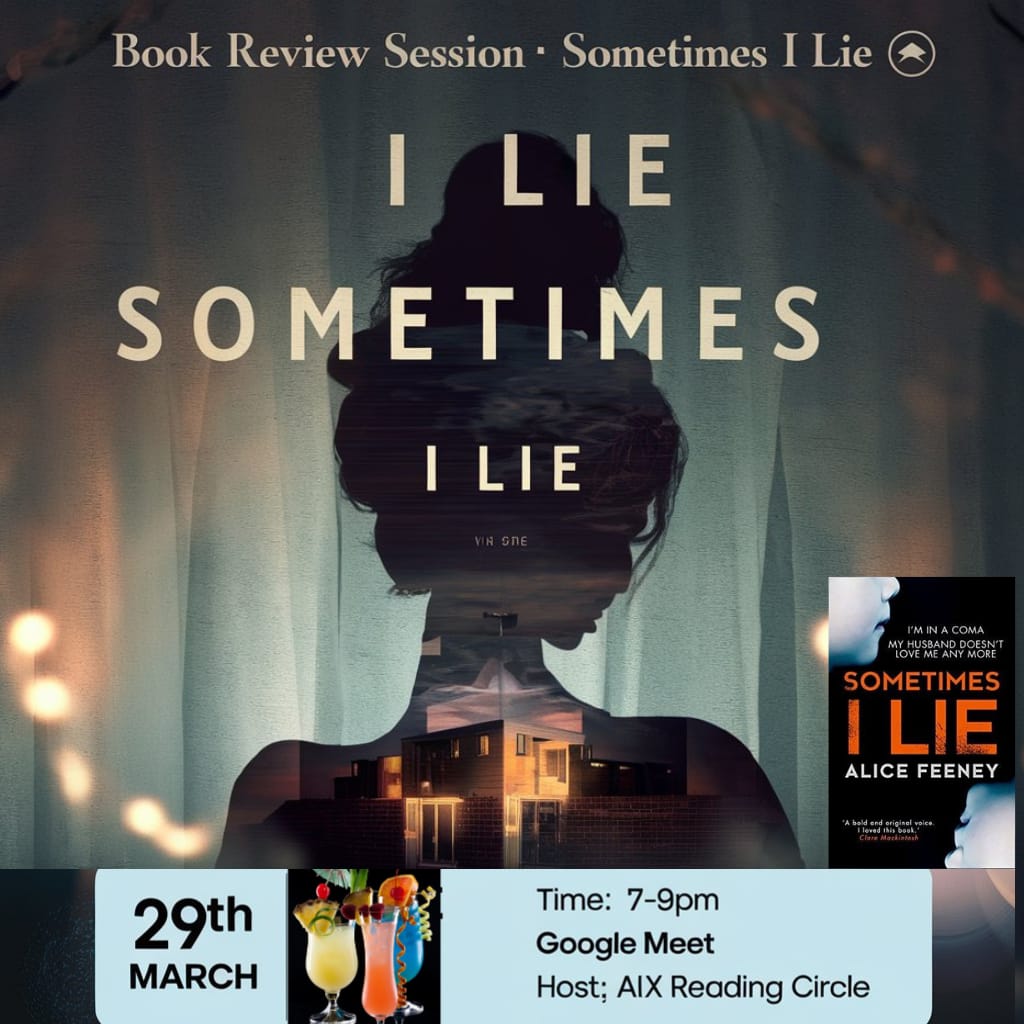 Book Review Session · Sometimes I Lie
I LIE
SOMETIMES
I LIE
I'M IN A COMA
MY HUSBAND DOESN'T
LOVE ME ANY MORE
SOMETIMES
I LIE
ALICE FEENEY
'A bold and original voice.
I loved this book.'
Clare Mackintosh
29th
MARCH
Time: 7-9pm
Google Meet
Host; AIX Reading Circle